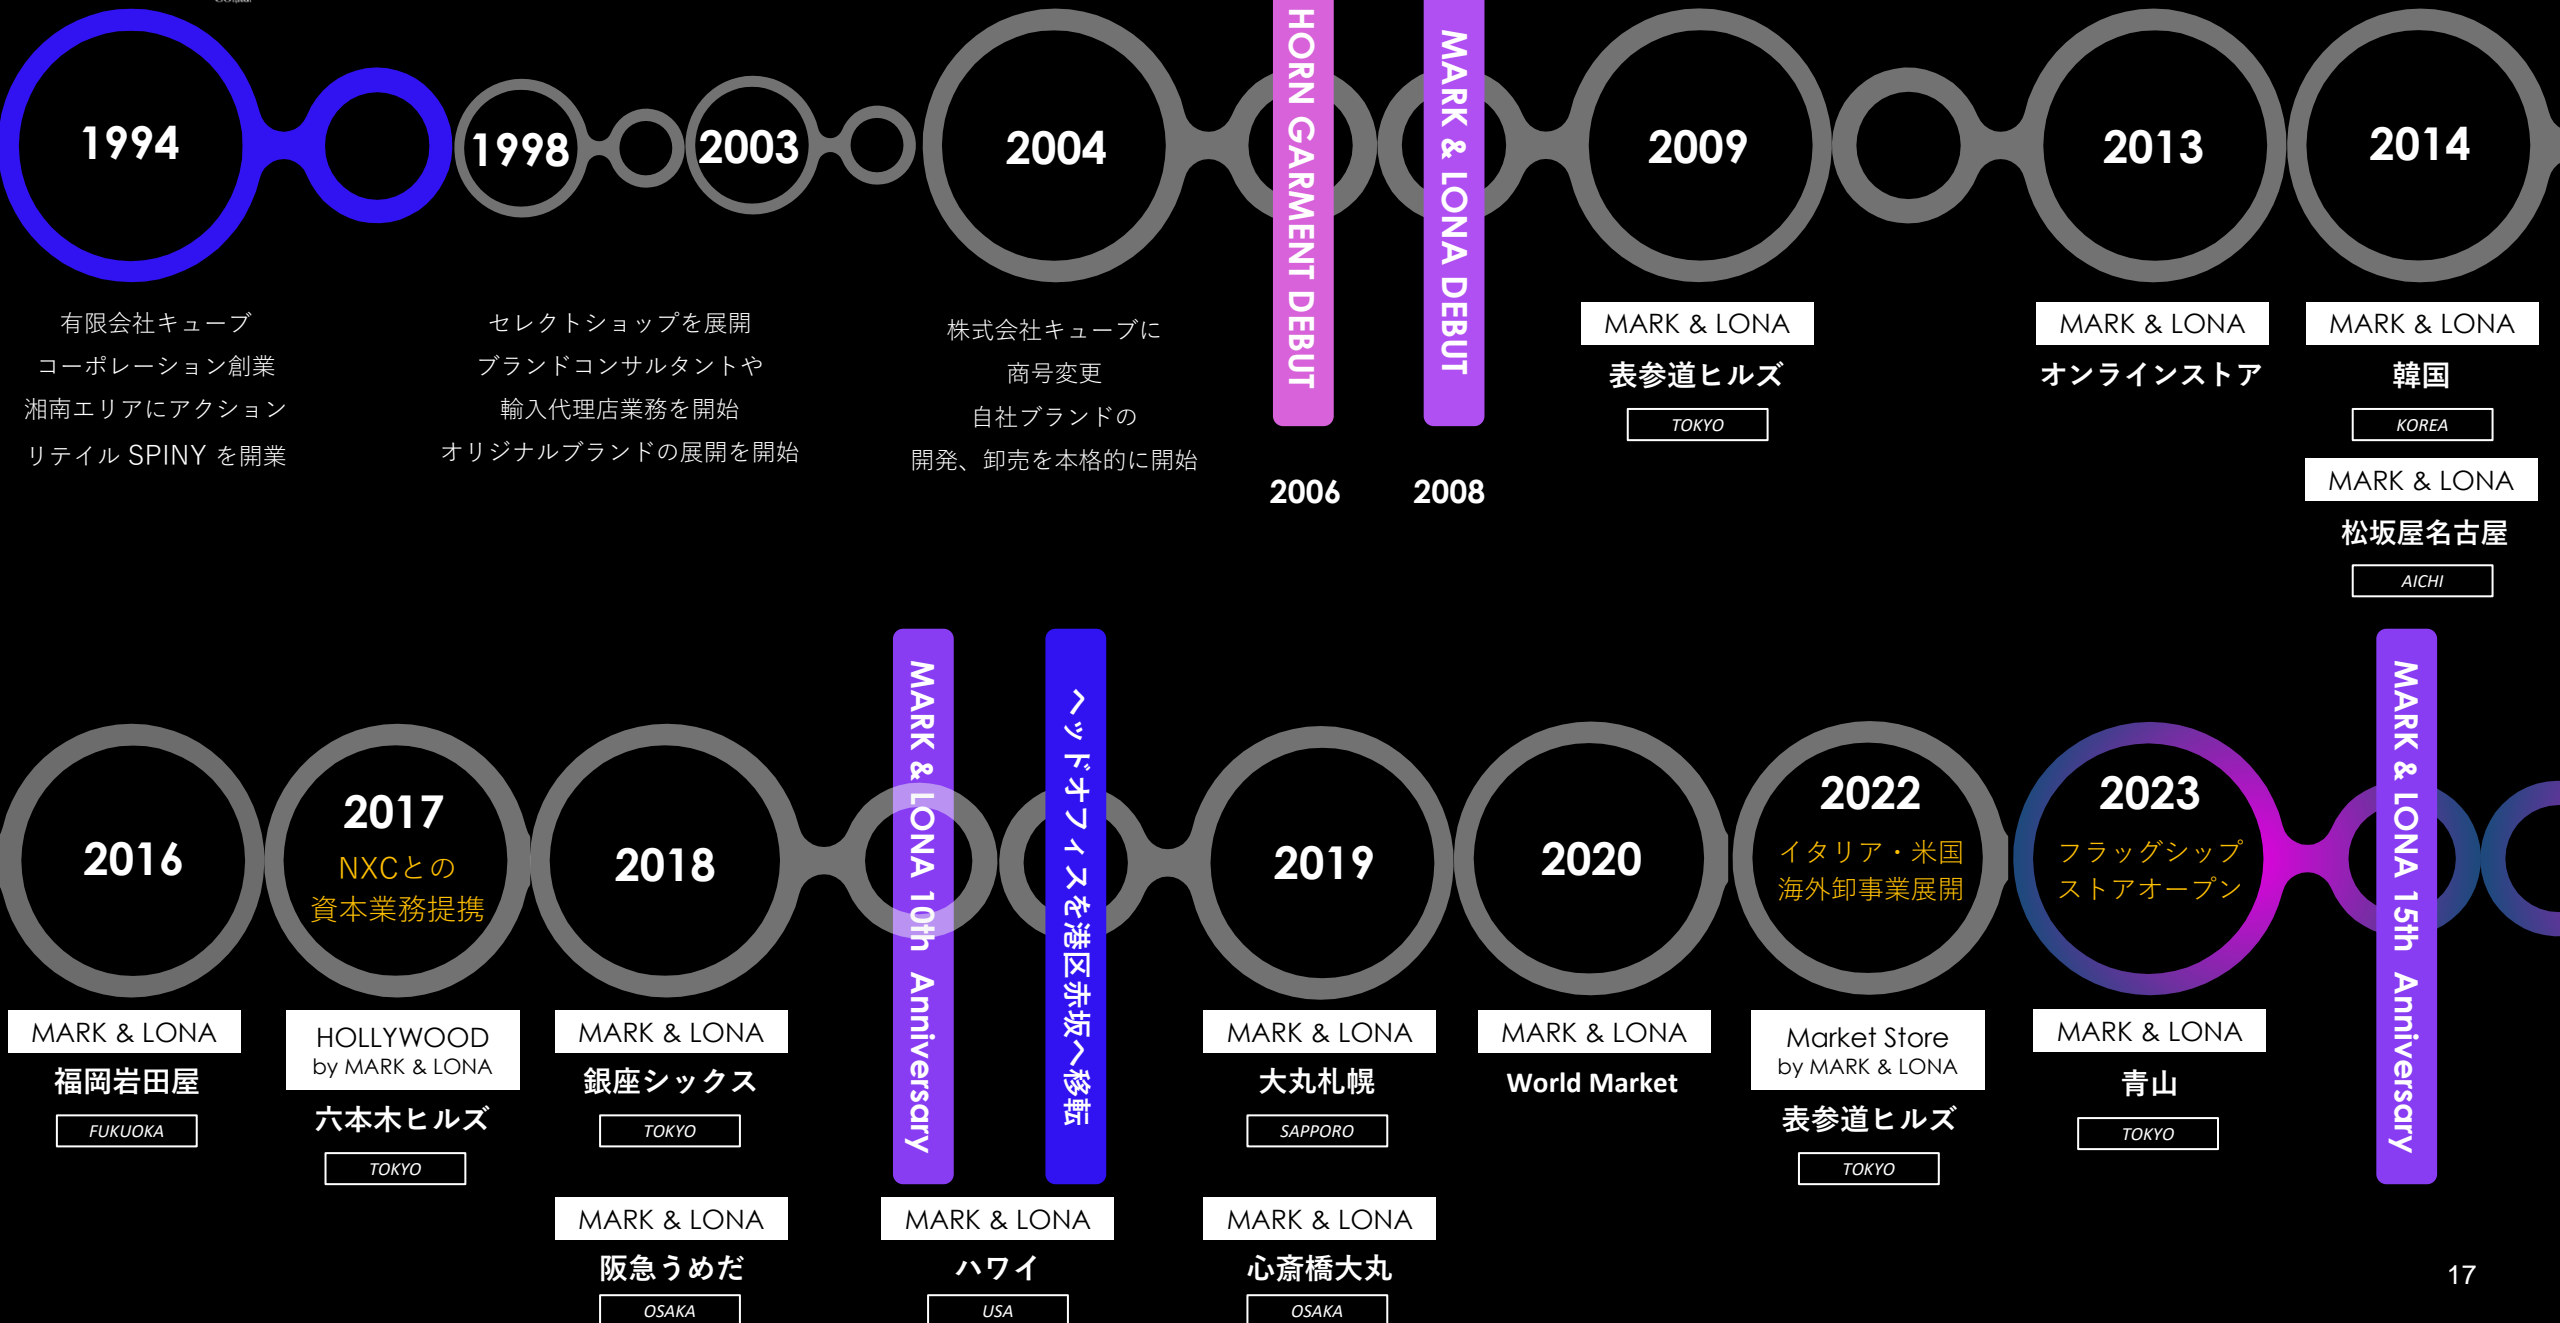 1994
有限会社キューブ
コーポレーション創業
湘南エリアにアクション
リテイル SPINY を開業
1998
2003
セレクトショップを展開
ブランドコンサルタントや
輸入代理店業務を開始
オリジナルブランドの展開を開始
2004
株式会社キューブに
商号変更
自社ブランドの
開発、卸売を本格的に開始
HORN GARMENT DEBUT
2006
MARK & LONA DEBUT
2008
2009
MARK & LONA
表参道ヒルズ
TOKYO
2013
MARK & LONA
オンラインストア
2014
MARK & LONA
韓国
KOREA
MARK & LONA
松坂屋名古屋
AICHI
2016
MARK & LONA
福岡岩田屋
FUKUOKA
2017
NXCとの
資本業務提携
HOLLYWOOD
by MARK & LONA
六本木ヒルズ
TOKYO
2018
MARK & LONA
銀座シックス
TOKYO
MARK & LONA
阪急うめだ
OSAKA
MARK & LONA 10th Anniversary
ヘッドオフィスを港区赤坂へ移転
MARK & LONA
ハワイ
USA
2019
MARK & LONA
大丸札幌
SAPPORO
MARK & LONA
心斎橋大丸
OSAKA
2020
MARK & LONA
World Market
2022
イタリア・米国
海外卸事業展開
Market Store
by MARK & LONA
表参道ヒルズ
TOKYO
2023
フラッグシップ
ストアオープン
MARK & LONA
青山
TOKYO
MARK & LONA 15th Anniversary
17